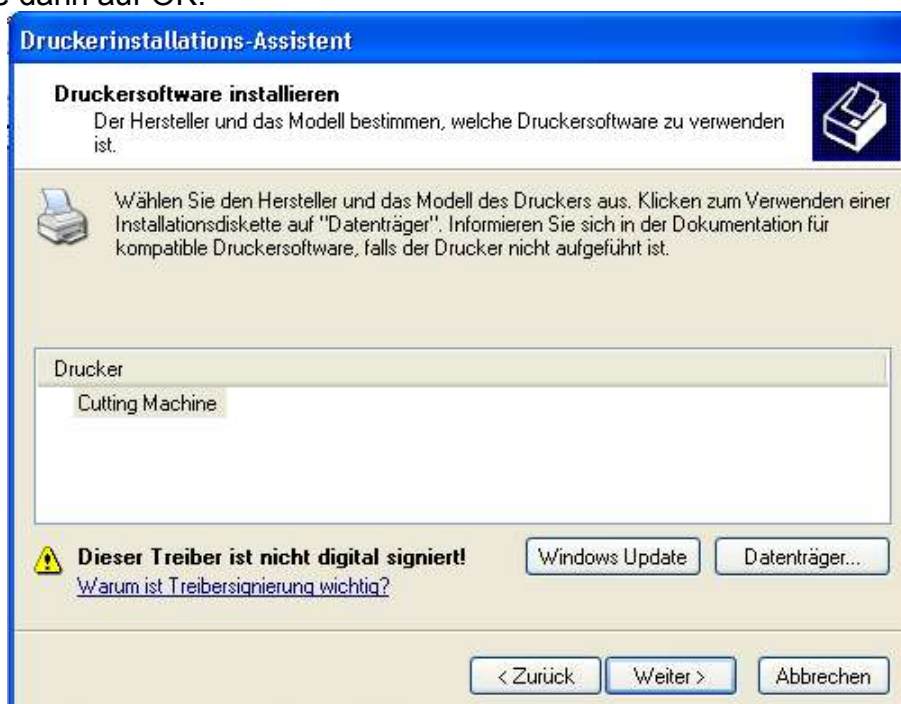 dann auf OK.
Druckerinstallations-Assistent
Druckersoftware installieren
Der Hersteller und das Modell bestimmen, welche Druckersoftware zu verwenden
ist.
Wählen Sie den Hersteller und das Modell des Druckers aus. Klicken zum Verwenden einer
Installationsdiskette auf "Datenträger". Informieren Sie sich in der Dokumentation für
kompatible Druckersoftware, falls der Drucker nicht aufgeführt ist.
Drucker
Cutting Machine
Dieser Treiber ist nicht digital signiert!
Windows Update
Datenträger...
Warum ist Treibersignierung wichtig?
< Zurück
Weiter >
Abbrechen